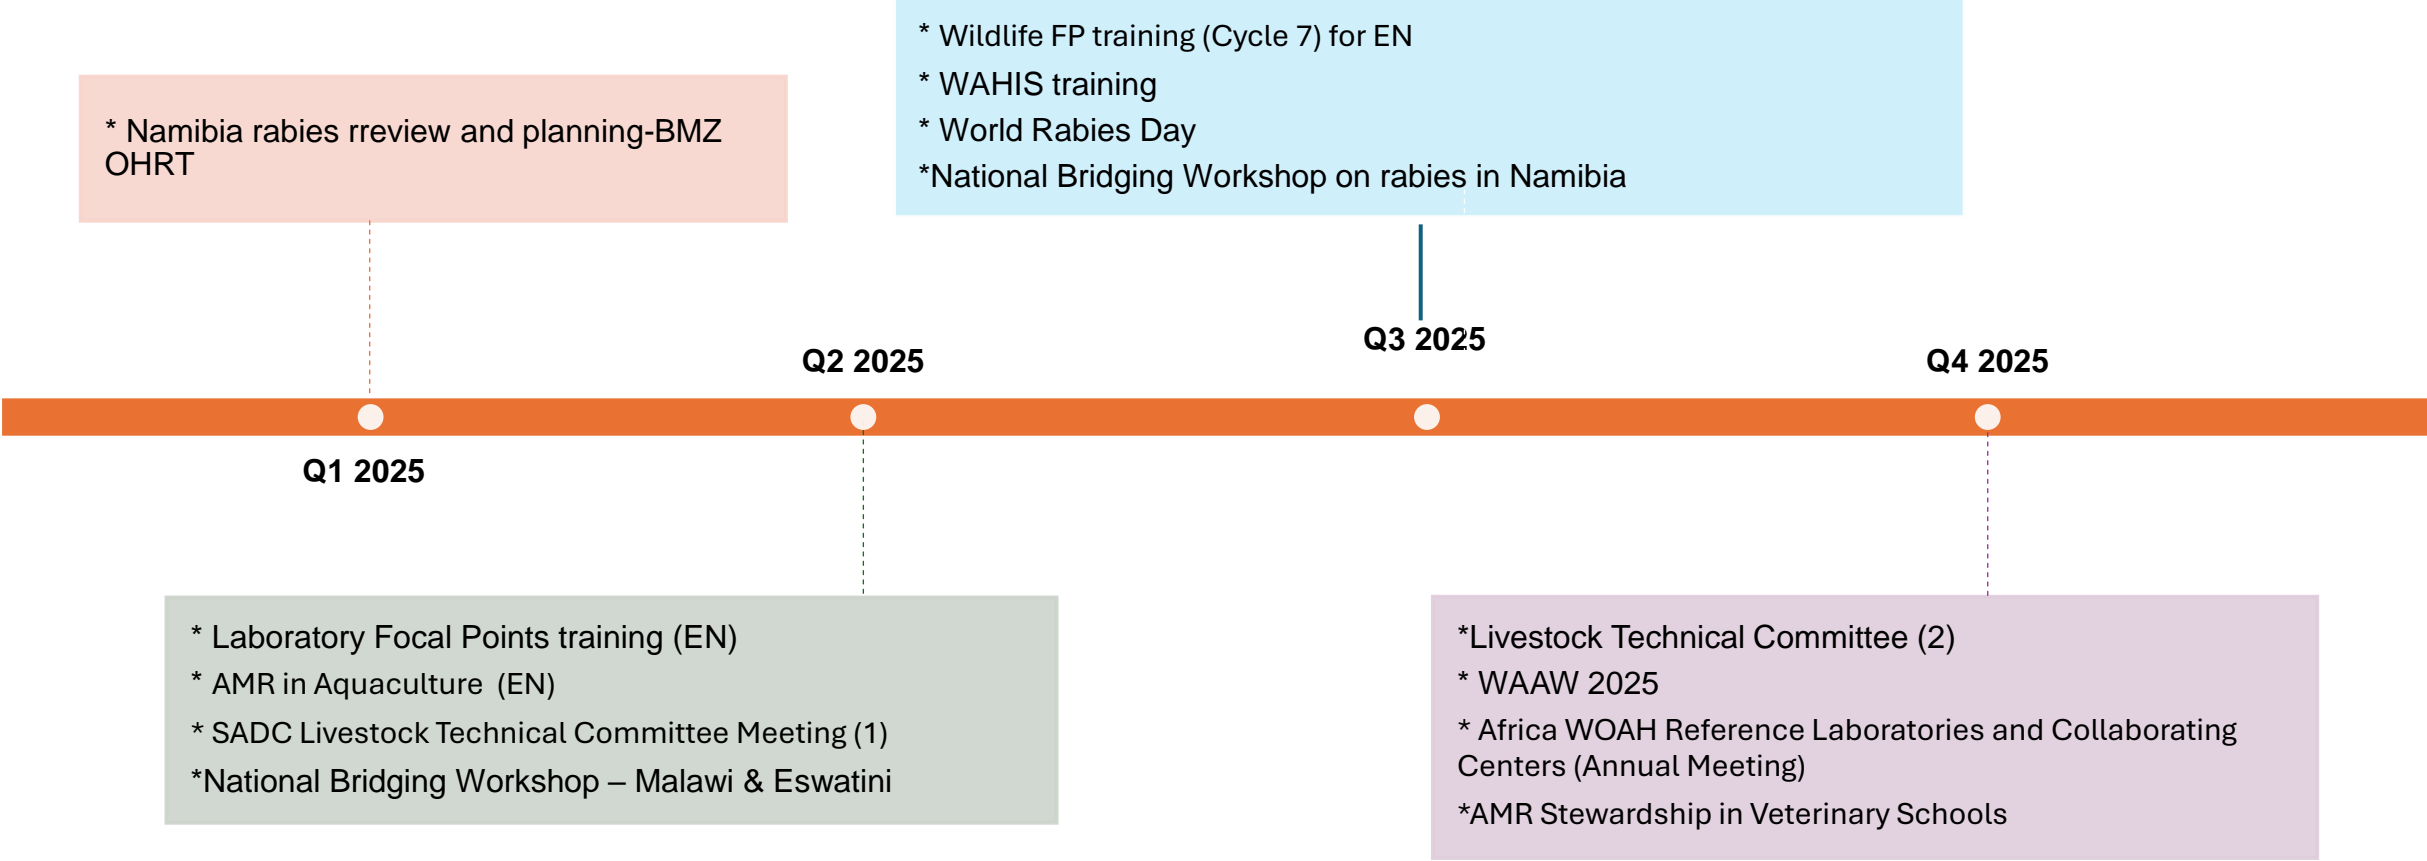 * Namibia rabies rreview and planning-BMZ
OHRT
Q1 2025
* Laboratory Focal Points training (EN)
* AMR in Aquaculture (EN)
* SADC Livestock Technical Committee Meeting (1)
*National Bridging Workshop – Malawi & Eswatini
Q2 2025
* Wildlife FP training (Cycle 7) for EN
* WAHIS training
* World Rabies Day
*National Bridging Workshop on rabies in Namibia
Q3 2025
Q4 2025
*Livestock Technical Committee (2)
* WAAW 2025
* Africa WOAH Reference Laboratories and Collaborating
Centers (Annual Meeting)
*AMR Stewardship in Veterinary Schools